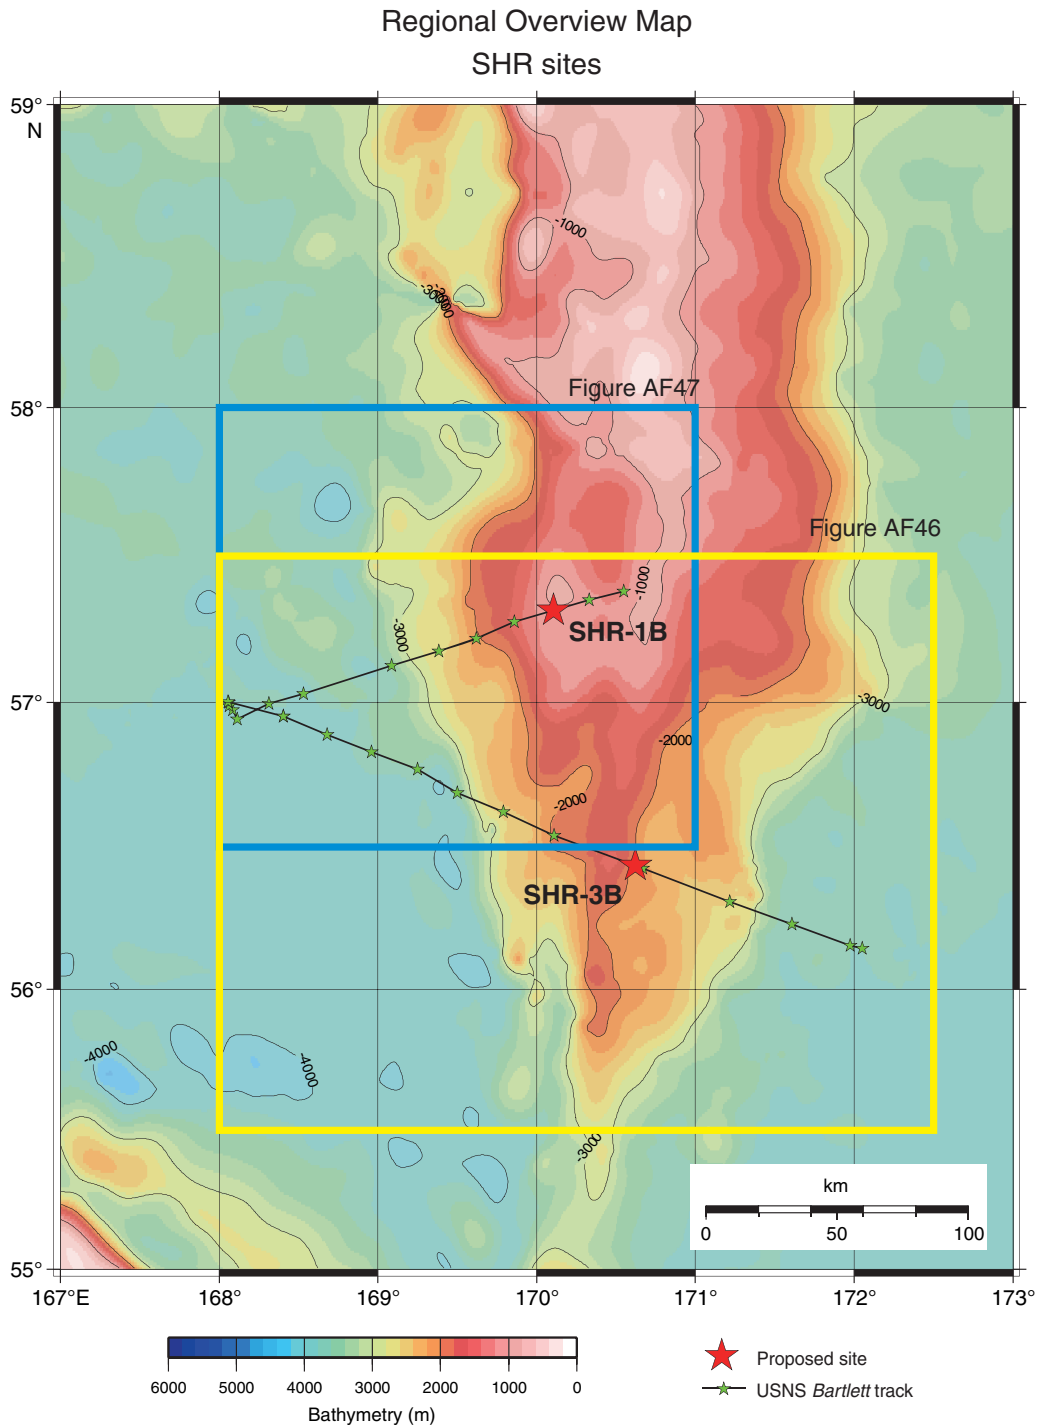 Regional Overview Map
SHR sites
59°
N
-1000
-3000
-2000
58°
Figure AF47
Figure AF46
-1000
SHR-1B
-3000
57°
-3000
-2000
-2000
SHR-3B
56°
-4000
-4000
-3000
km
0 50 100
55°
167°E 168° 169° 170° 171° 172° 173°
6000 5000 4000 3000 2000 1000 0
Bathymetry (m)
Proposed site
USNS Bartlett track